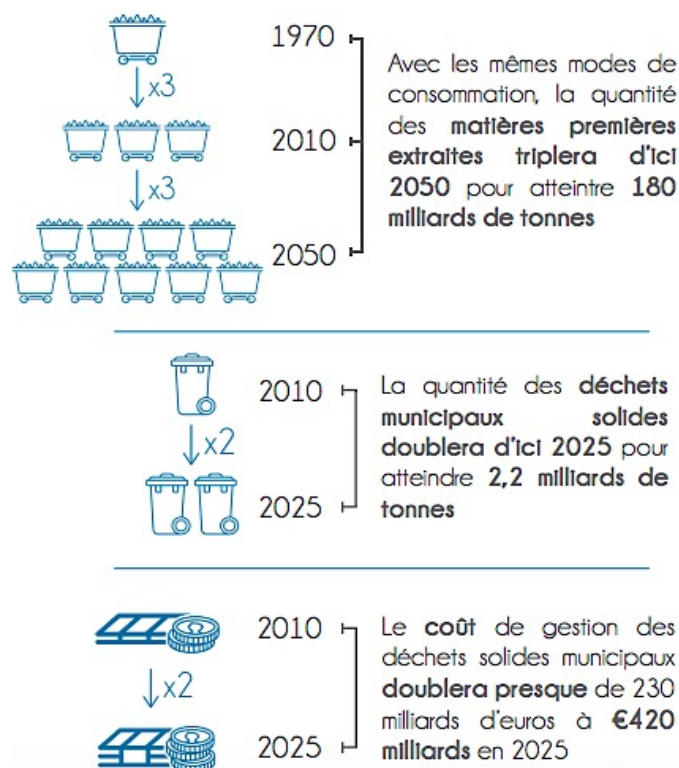 1970
x3
Avec les mêmes modes de
consommation, la quantité
des matières premières
extraites triplera d'ici
2050 pour atteintre 180
milliards de tonnes
2010
x3
2050
2010
x2
2025
La quantité des déchets
municipaux solides
doublera d'ici 2025 pour
atteindre 2,2 milliards de
tonnes
2010
x2
2025
Le coût de gestion des
déchets solides municipaux
doublera presque de 230
milliards d'euros à €420
milliards en 2025